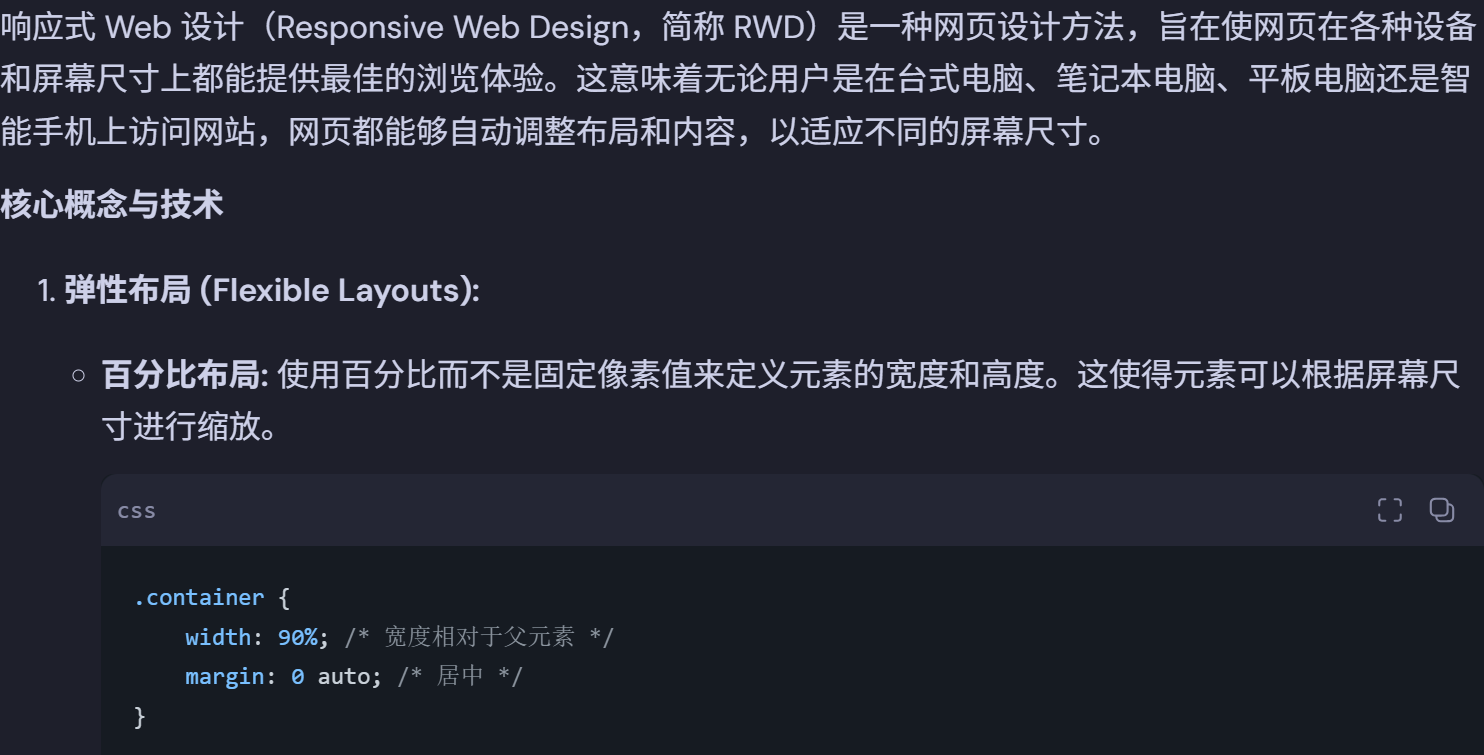 响应式 Web 设计（Responsive Web Design，简称 RWD）是一种网页设计方法，旨在使网页在各种设备
和屏幕尺寸上都能提供最佳的浏览体验。这意味着无论用户是在台式电脑、笔记本电脑、平板电脑还是智
能手机上访问网站，网页都能够自动调整布局和内容，以适应不同的屏幕尺寸。
核心概念与技术
1. 弹性布局 (Flexible Layouts):
○ 百分比布局: 使用百分比而不是固定像素值来定义元素的宽度和高度。这使得元素可以根据屏幕尺
寸进行缩放。
CSS
.container {
    width: 90%; /* 宽度相对于父元素 */
    margin: 0 auto; /* 居中 */
}